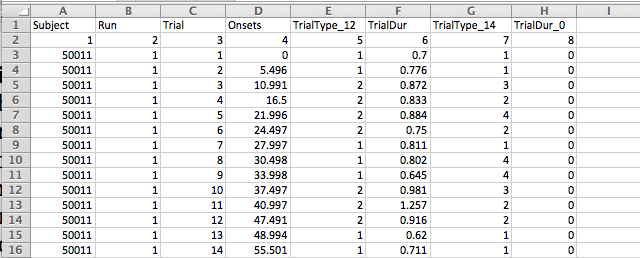 A B C D E F G H I
1 Subject Run Trial Onsets TrialType_12 TrialDur TrialType_14 TrialDur_0
2 1 2 3 4 5 6 7 8
3 50011 1 1 0 1 0.7 1 0
4 50011 1 2 5.496 1 0.776 1 0
5 50011 1 3 10.991 2 0.872 3 0
6 50011 1 4 16.5 2 0.833 2 0
7 50011 1 5 21.996 2 0.884 4 0
8 50011 1 6 24.497 2 0.75 2 0
9 50011 1 7 27.997 1 0.811 1 0
10 50011 1 8 30.498 1 0.802 4 0
11 50011 1 9 33.998 1 0.645 4 0
12 50011 1 10 37.497 2 0.981 3 0
13 50011 1 11 40.997 2 1.257 2 0
14 50011 1 12 47.491 2 0.916 2 0
15 50011 1 13 48.994 1 0.62 1 0
16 50011 1 14 55.501 1 0.711 1 0